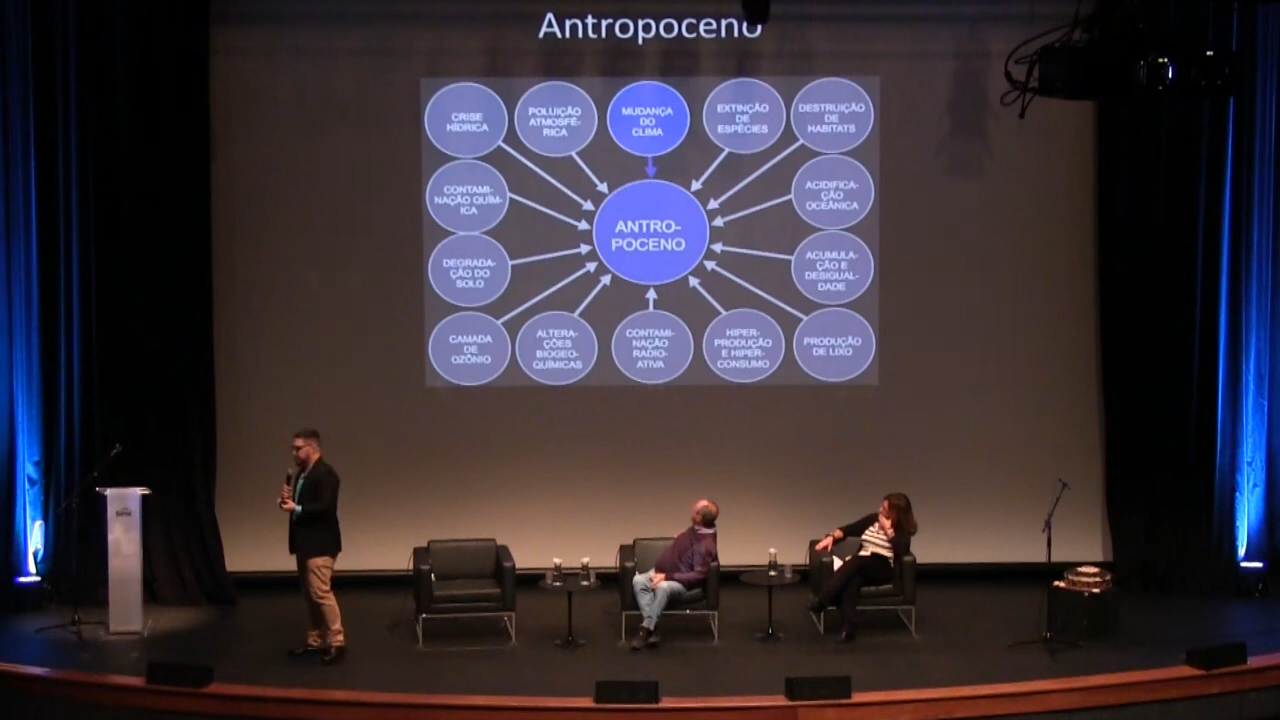 Antropoceno
CRISE
HÍDRICA
POLUIÇÃO
ATMOSFÉ-
RICA
MUDANÇA
DO
CLIMA
EXTINÇÃO
DE
ESPÉCIES
DESTRUIÇÃO
DE
HABITATS
CONTAMI-
NAÇÃO QUÍM-
ICA
ACIDIFICA-
ÇÃO
OCEÂNICA
ANTRO-
POCENO
DEGRADA-
ÇÃO DO
SOLO
ACUMULA-
ÇÃO E
DESIGUAL-
DADE
CAMADA
DE
OZÔNIO
ALTERA-
ÇÕES
BIOGEO-
QUÍMICAS
CONTAMI-
NAÇÃO
RADIO-
ATIVA
HIPER-
PRODUÇÃO
E HIPER-
CONSUMO
PRODUÇÃO
DE LIXO